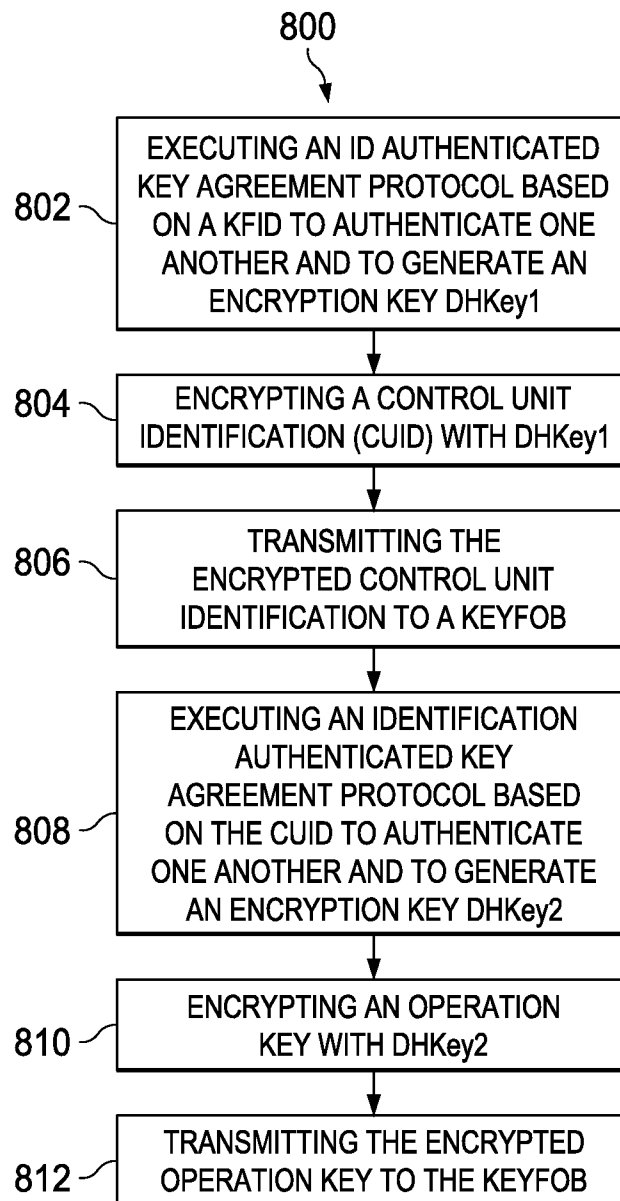 800
802
EXECUTING AN ID AUTHENTICATED
KEY AGREEMENT PROTOCOL BASED
ON A KFID TO AUTHENTICATE ONE
ANOTHER AND TO GENERATE AN
ENCRYPTION KEY DHKey1
804
ENCRYPTING A CONTROL UNIT
IDENTIFICATION (CUID) WITH DHKey1
806
TRANSMITTING THE
ENCRYPTED CONTROL UNIT
IDENTIFICATION TO A KEYFOB
808
EXECUTING AN IDENTIFICATION
AUTHENTICATED KEY
AGREEMENT PROTOCOL BASED
ON THE CUID TO AUTHENTICATE
ONE ANOTHER AND TO GENERATE
AN ENCRYPTION KEY DHKey2
810
ENCRYPTING AN OPERATION
KEY WITH DHKey2
812
TRANSMITTING THE ENCRYPTED
OPERATION KEY TO THE KEYFOB